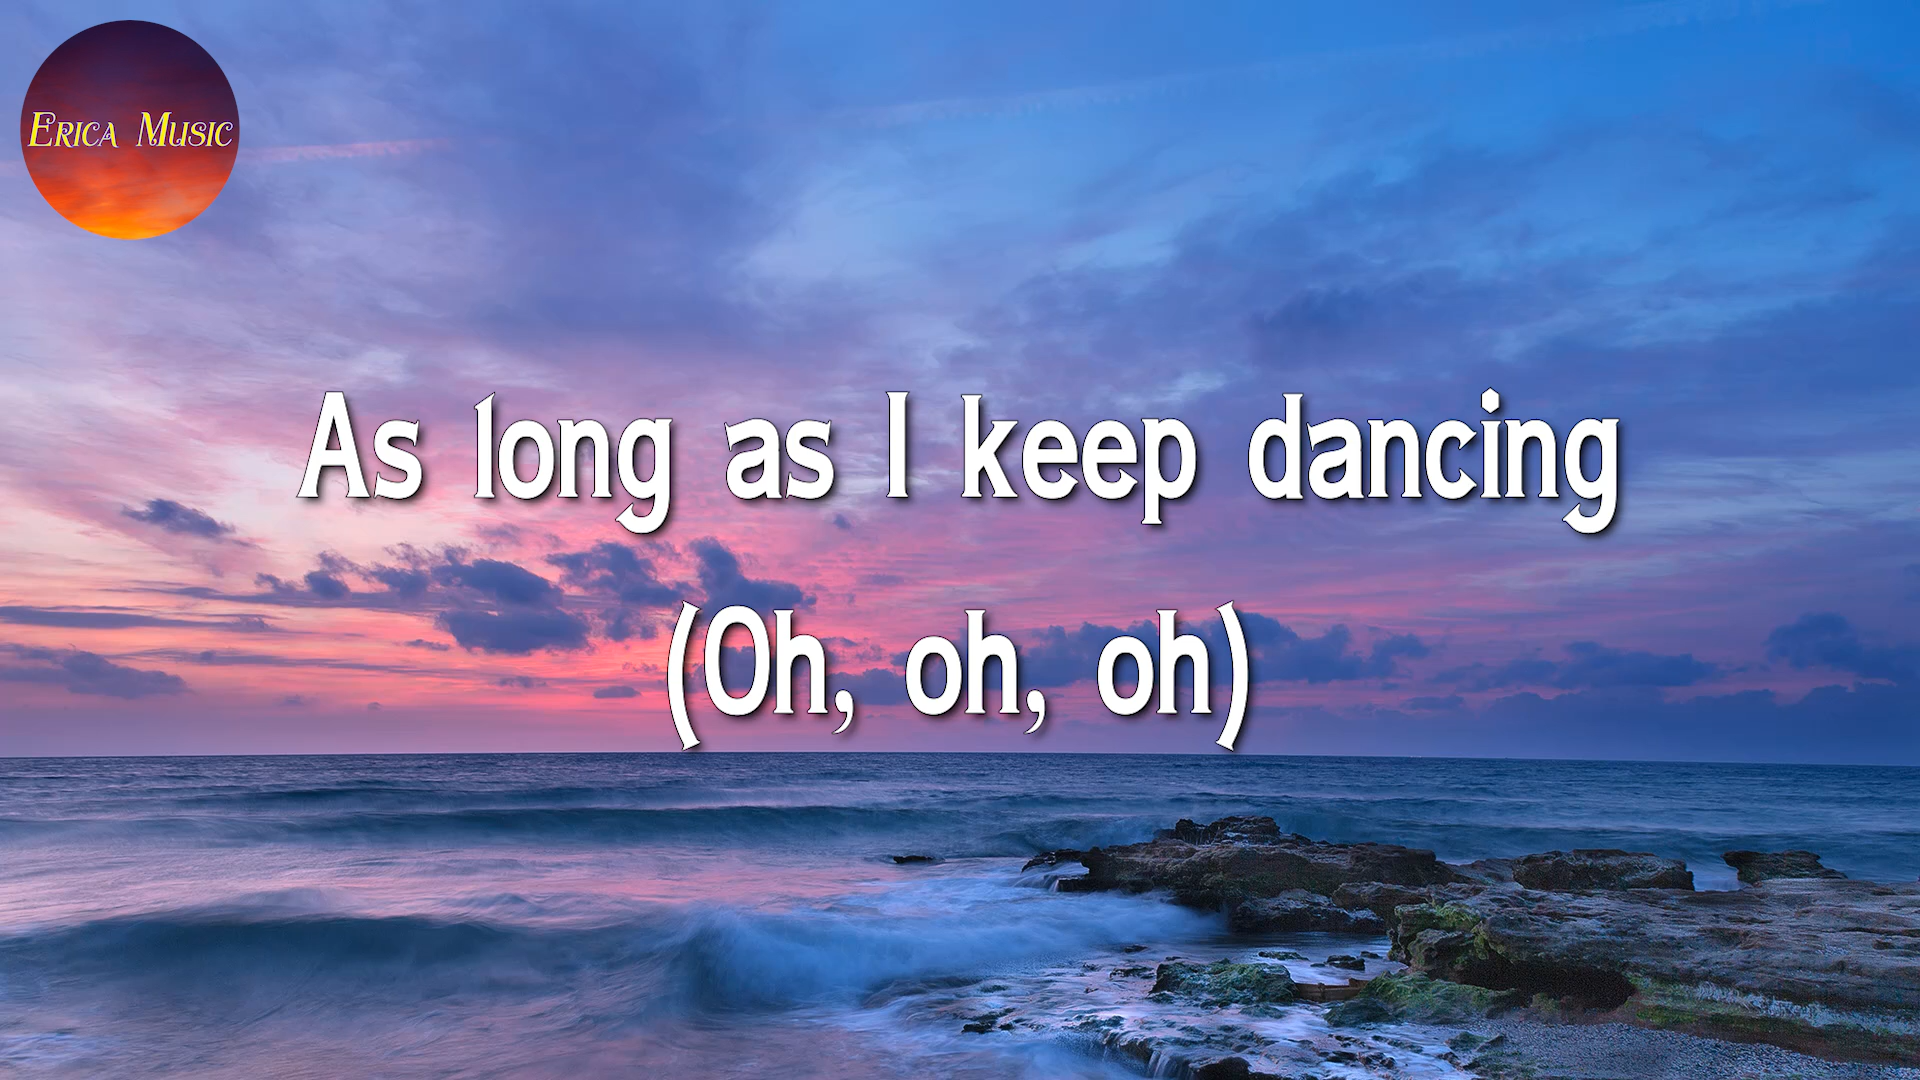 Erica Music
As long as I keep dancing
(Oh, oh, oh)